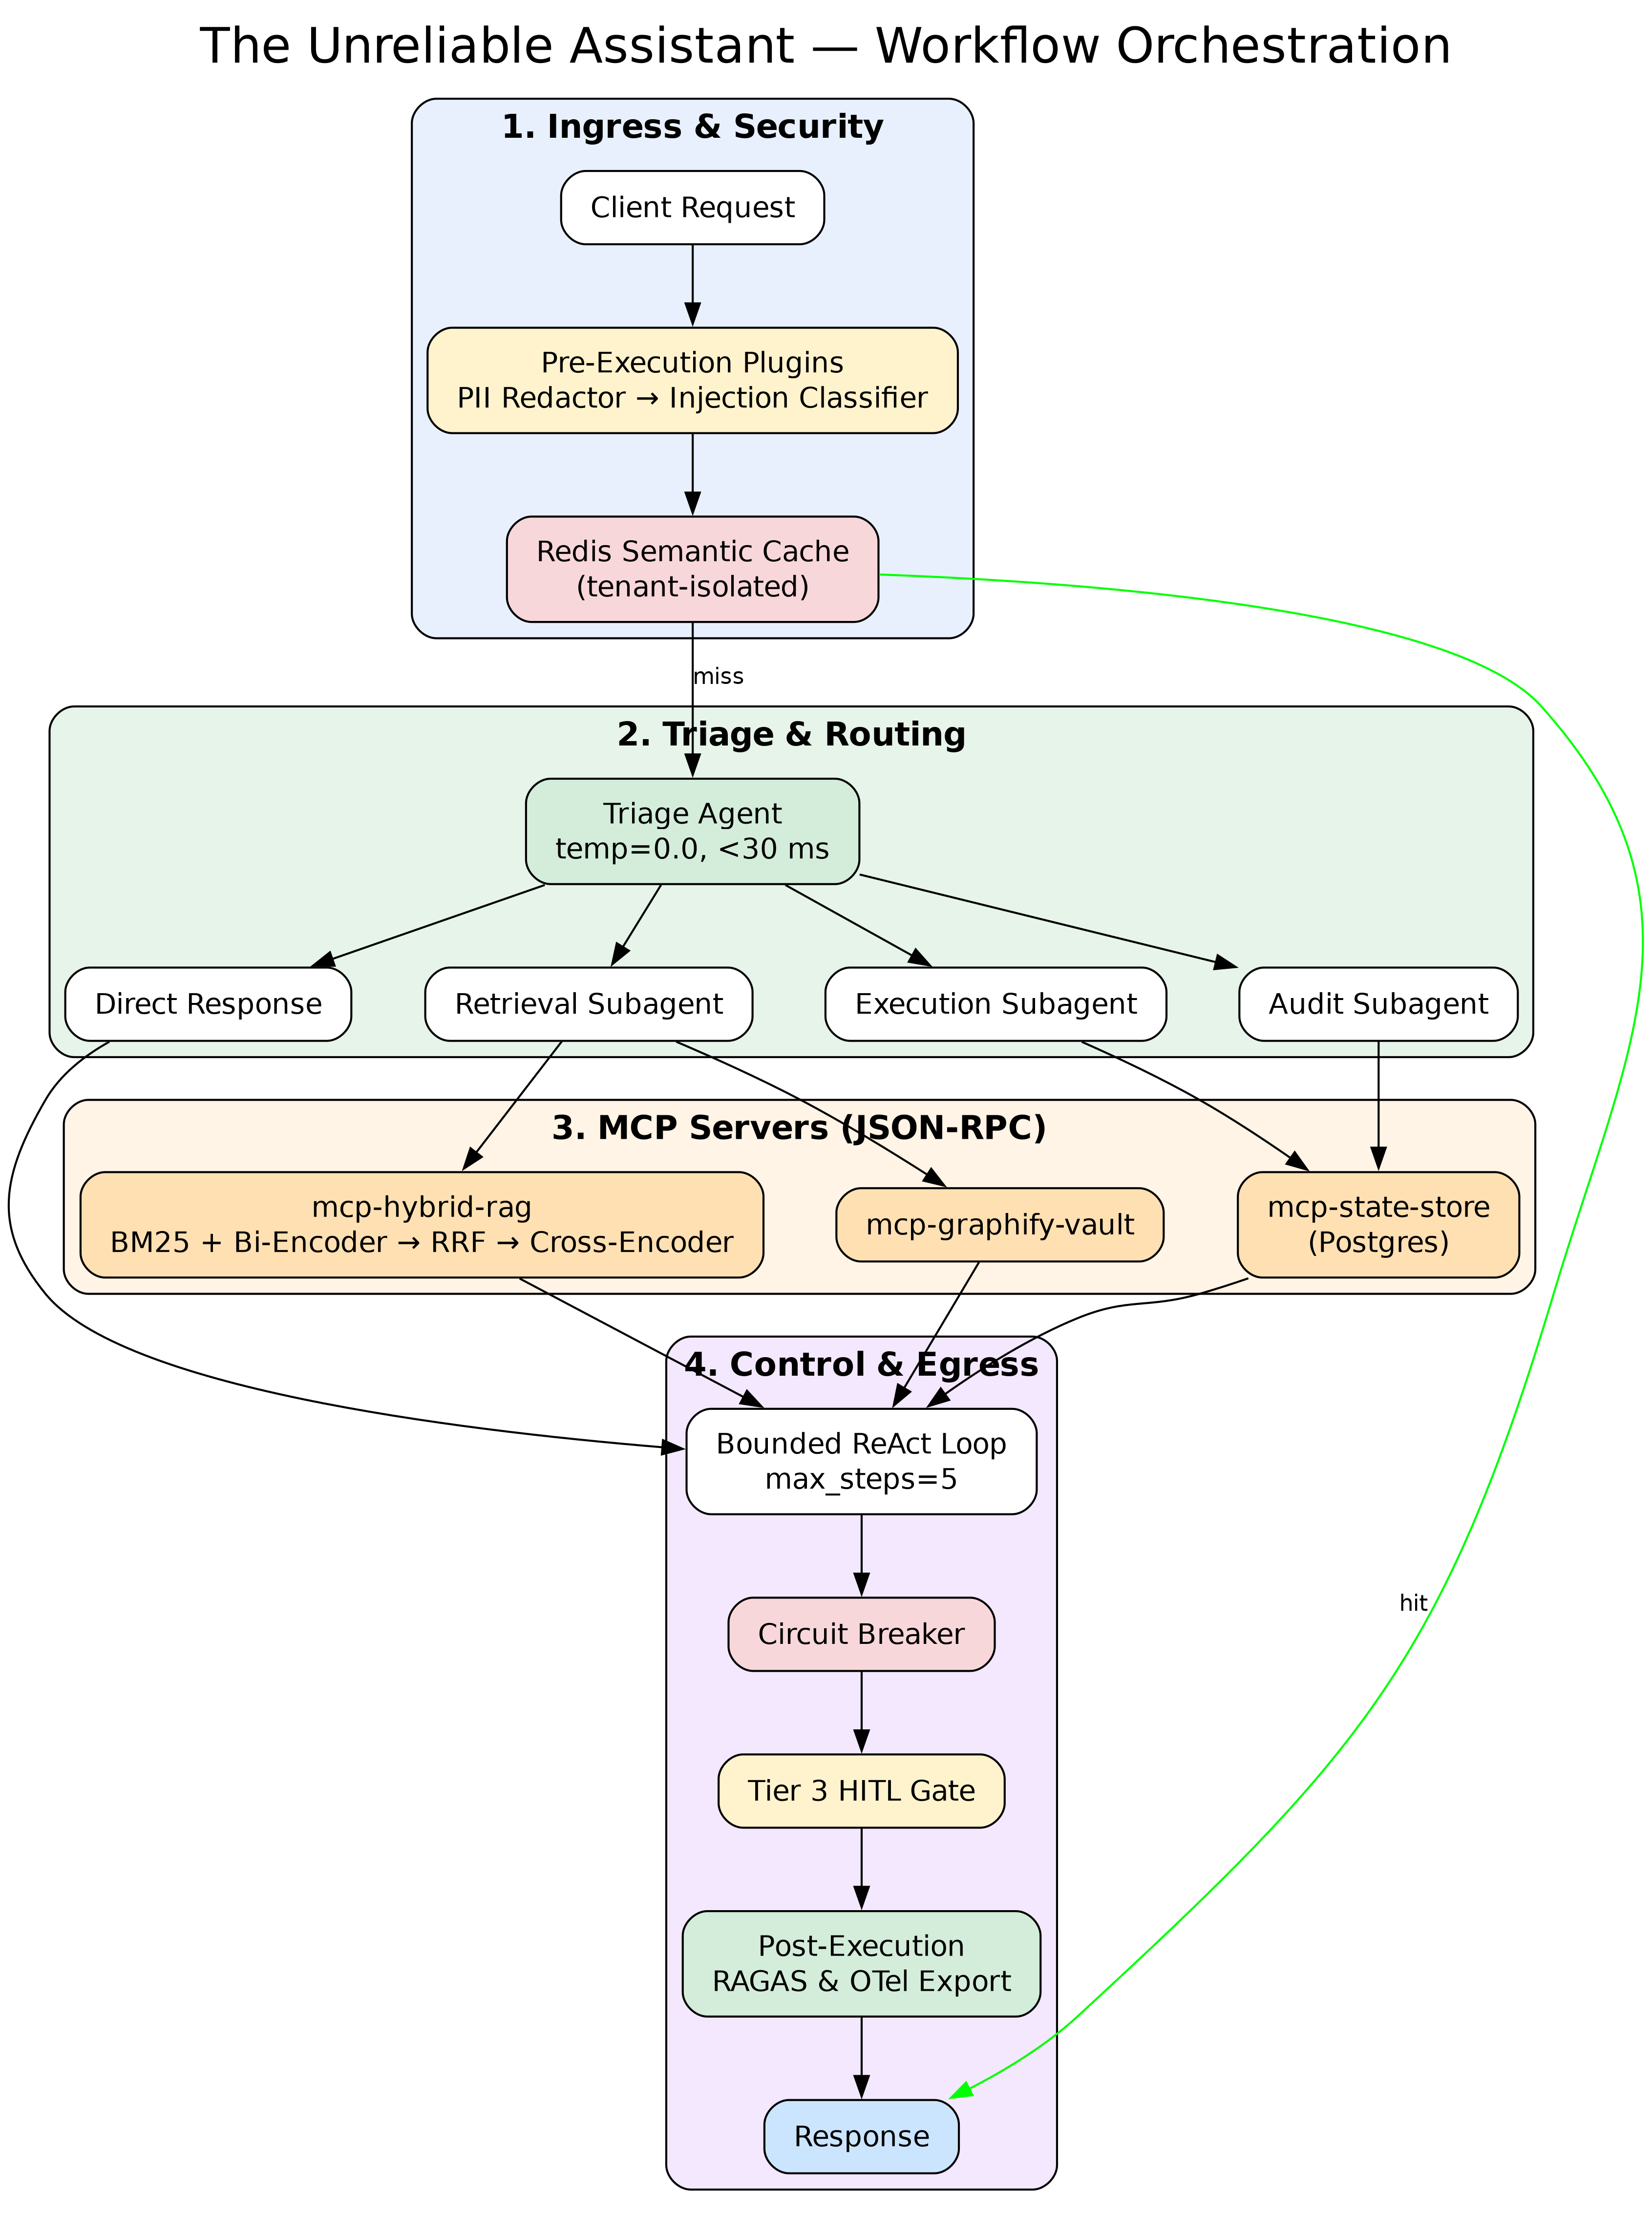 The Unreliable Assistant — Workflow Orchestration
1. Ingress & Security
Client Request
Pre-Execution Plugins
PII Redactor → Injection Classifier
Redis Semantic Cache
(tenant-isolated)
miss
2. Triage & Routing
Triage Agent
temp=0.0, <30 ms
Direct Response
Retrieval Subagent
Execution Subagent
Audit Subagent
3. MCP Servers (JSON-RPC)
mcp-hybrid-rag
BM25 + Bi-Encoder → RRF → Cross-Encoder
mcp-graphify-vault
mcp-state-store
(Postgres)
4. Control & Egress
Bounded ReAct Loop
max_steps=5
hit
Circuit Breaker
Tier 3 HITL Gate
Post-Execution
RAGAS & OTel Export
Response